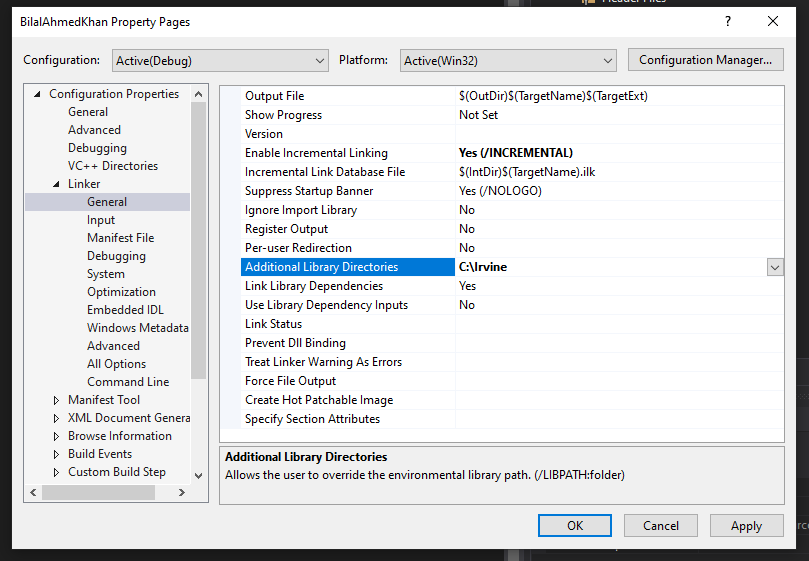 Header Files
BilalAhmedKhan Property Pages
Configuration: Active(Debug) Platform: Active(Win32) Configuration Manager...
Configuration Properties
General
Advanced
Debugging
VC++ Directories
Linker
General
Input
Manifest File
Debugging
System
Optimization
Embedded IDL
Windows Metadata
Advanced
All Options
Command Line
Manifest Tool
XML Document Genera
Browse Information
Build Events
Custom Build Step
Output File $(OutDir)$(TargetName)$(TargetExt)
Show Progress Not Set
Version
Enable Incremental Linking Yes (/INCREMENTAL)
Incremental Link Database File $(IntDir)$(TargetName).ilk
Suppress Startup Banner Yes (/NOLOGO)
Ignore Import Library No
Register Output No
Per-user Redirection No
Additional Library Directories C:\Irvine
Link Library Dependencies Yes
Use Library Dependency Inputs No
Link Status
Prevent Dll Binding
Treat Linker Warning As Errors
Force File Output
Create Hot Patchable Image
Specify Section Attributes
Additional Library Directories
Allows the user to override the environmental library path. (/LIBPATH:folder)
OK Cancel Apply